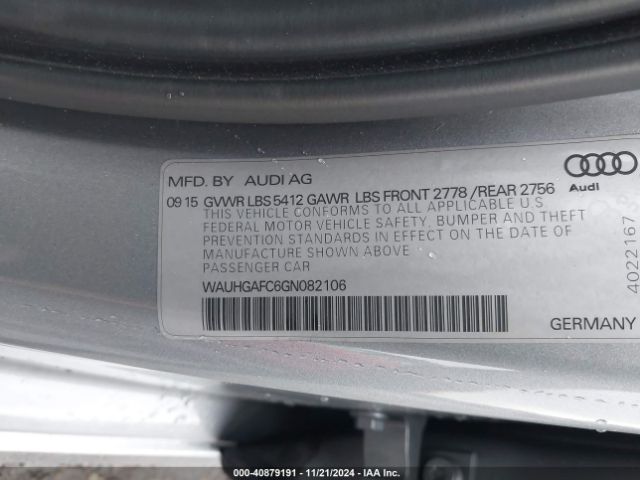 MFD. BY AUDI AG
Audi
09 15 GVWR LBS 5412 GAWR LBS FRONT 2778 /REAR 2756
THIS VEHICLE CONFORMS TO ALL APPLICABLE U.S.
FEDERAL MOTOR VEHICLE SAFETY, BUMPER AND THEFT
PREVENTION STANDARDS IN EFFECT ON THE DATE OF
MANUFACTURE SHOWN ABOVE
PASSENGER CAR
WAUHGAFC6GN082106
4022167
GERMANY
000-40879191 - 11/21/2024 - IAA Inc.